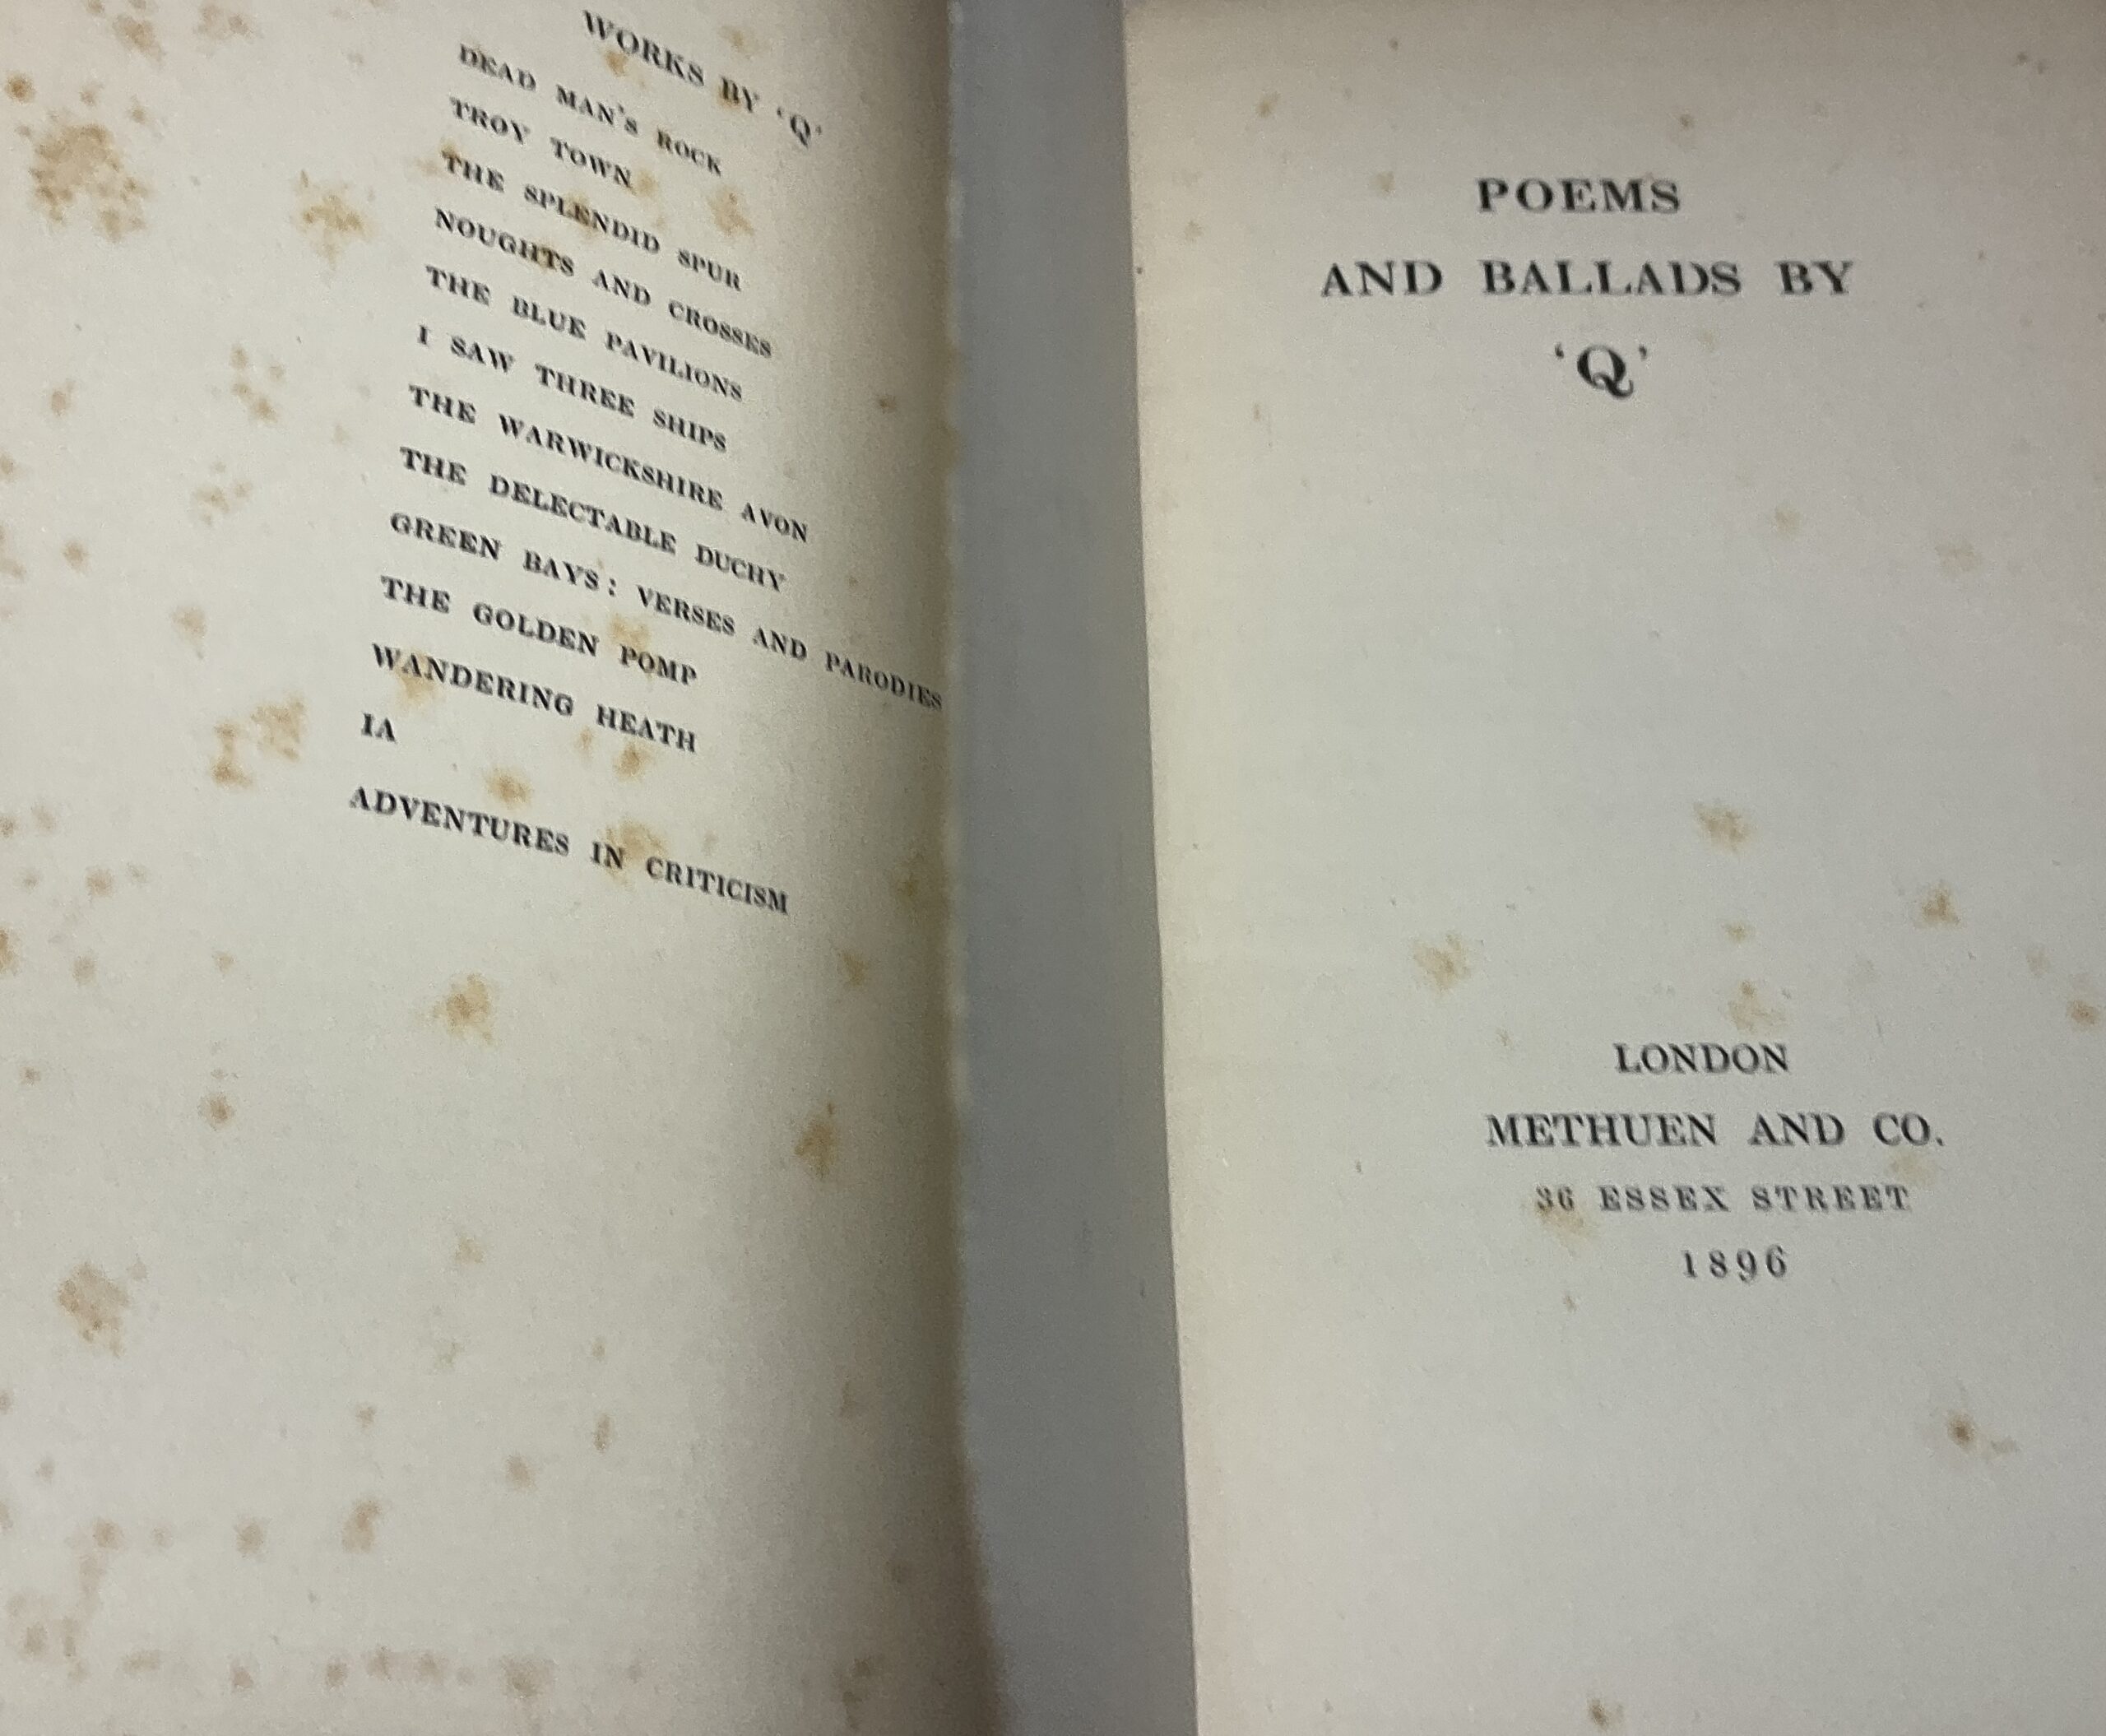 WORKS BY ‘Q’
DEAD MAN'S ROCK
TROY TOWN
THE SPLENDID SPUR
NOUGHTS AND CROSSES
THE BLUE PAVILIONS
I SAW THREE SHIPS
THE WARWICKSHIRE AVON
THE DELECTABLE DUCHY
GREEN BAYS: VERSES AND PARODIES
THE GOLDEN POMP
WANDERING HEATH
IA
ADVENTURES IN CRITICISM
POEMS
AND BALLADS BY
‘Q’
LONDON
METHUEN AND CO.
36 ESSEX STREET
1896